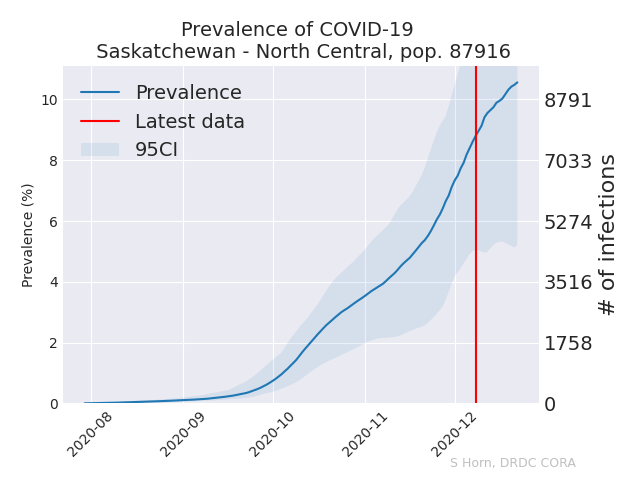 Prevalence of COVID-19
Saskatchewan - North Central, pop. 87916
Prevalence
Latest data
95CI
Prevalence (%)
10
8
6
4
2
0
8791
7033
5274
3516
1758
0
# of infections
2020-08
2020-09
2020-10
2020-11
2020-12
S Horn, DRDC CORA